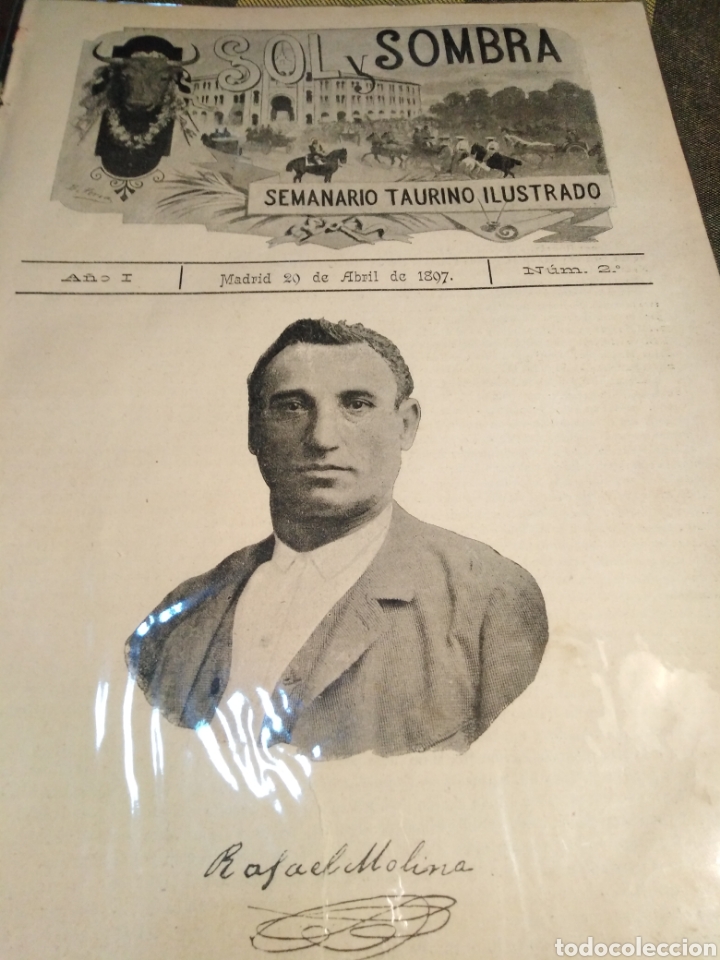 SOL y SOMBRA
SEMANARIO TAURINO ILUSTRADO
Año I
Madrid 29 de Abril de 1897.
Núm. 2.º
Rafael Molina
todocoleccion